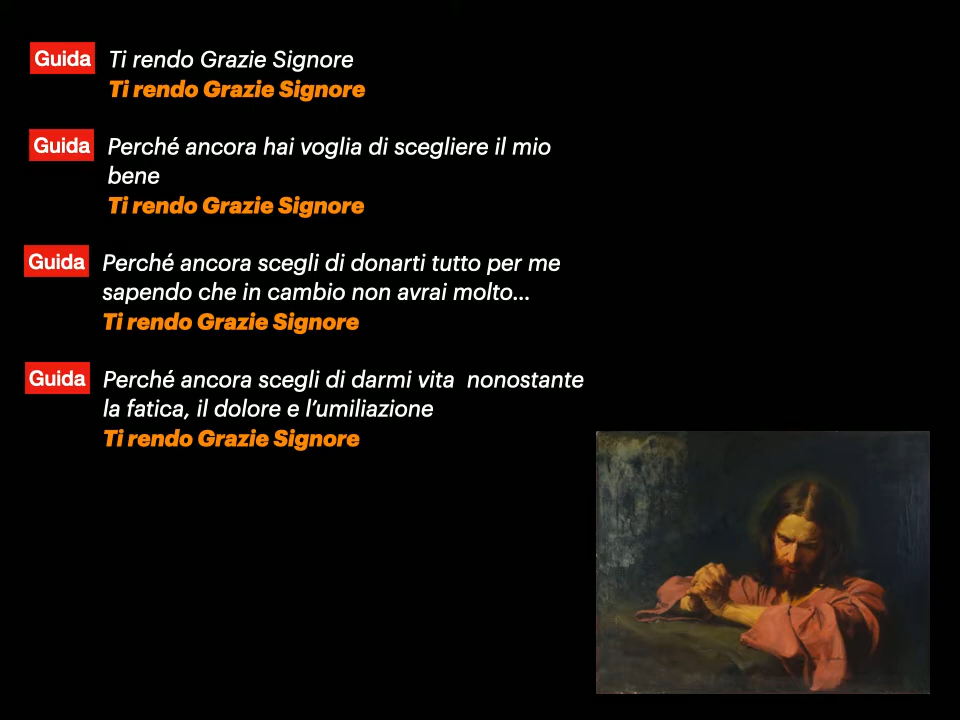 Guida Ti rendo Grazie Signore
Ti rendo Grazie Signore
Guida Perché ancora hai voglia di scegliere il mio
bene
Ti rendo Grazie Signore
Guida Perché ancora scegli di donarti tutto per me
sapendo che in cambio non avrai molto...
Ti rendo Grazie Signore
Guida Perché ancora scegli di darmi vita  nonostante
la fatica, il dolore e l’umiliazione
Ti rendo Grazie Signore